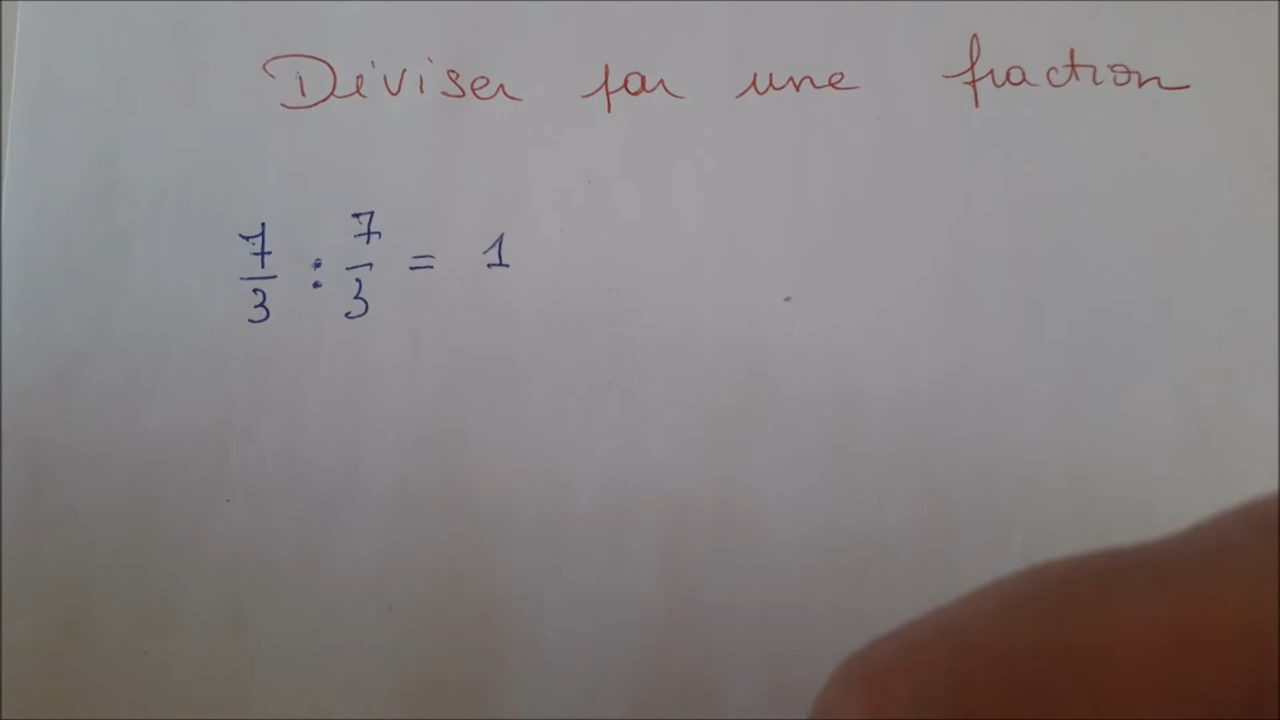 Diviser par une fraction
7/3 : 7/3 = 1